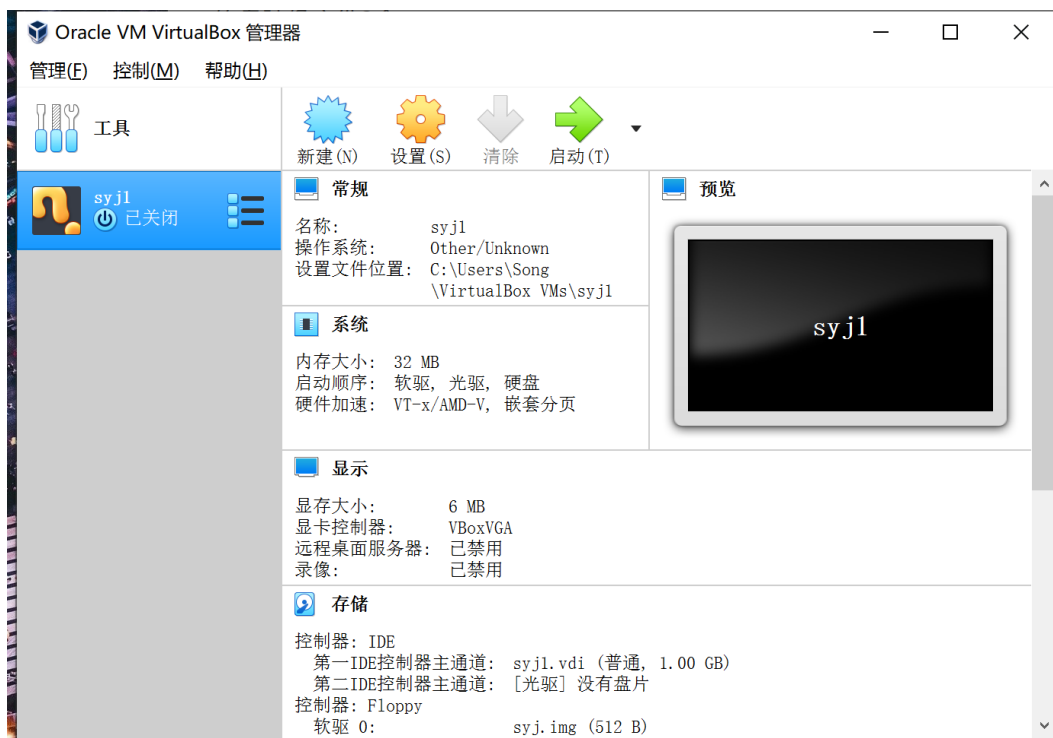 Oracle VM VirtualBox 管理器
管理(F) 控制(M) 帮助(H)
工具
新建(N) 设置(S) 清除 启动(T)
syjl
已关闭
常规
名称: syjl
操作系统: Other/Unknown
设置文件位置: C:\Users\Song
\VirtualBox VMs\syjl
预览
syjl
系统
内存大小: 32 MB
启动顺序: 软驱, 光驱, 硬盘
硬件加速: VT-x/AMD-V, 嵌套分页
显示
显存大小: 6 MB
显卡控制器: VBoxVGA
远程桌面服务器: 已禁用
录像: 已禁用
存储
控制器: IDE
第一IDE控制器主通道: syjl.vdi (普通, 1.00 GB)
第二IDE控制器主通道: [光驱] 没有盘片
控制器: Floppy
软驱 0: syj.img (512 B)